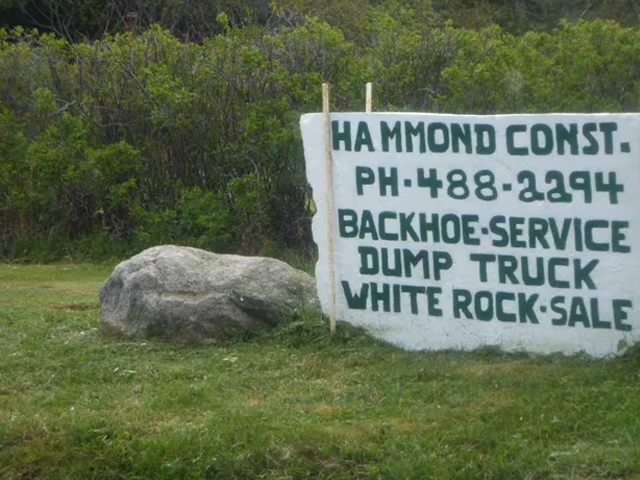 HAMMOND CONST.
PH-488-2294
BACKHOE-SERVICE
DUMP TRUCK
WHITE ROCK-SALE